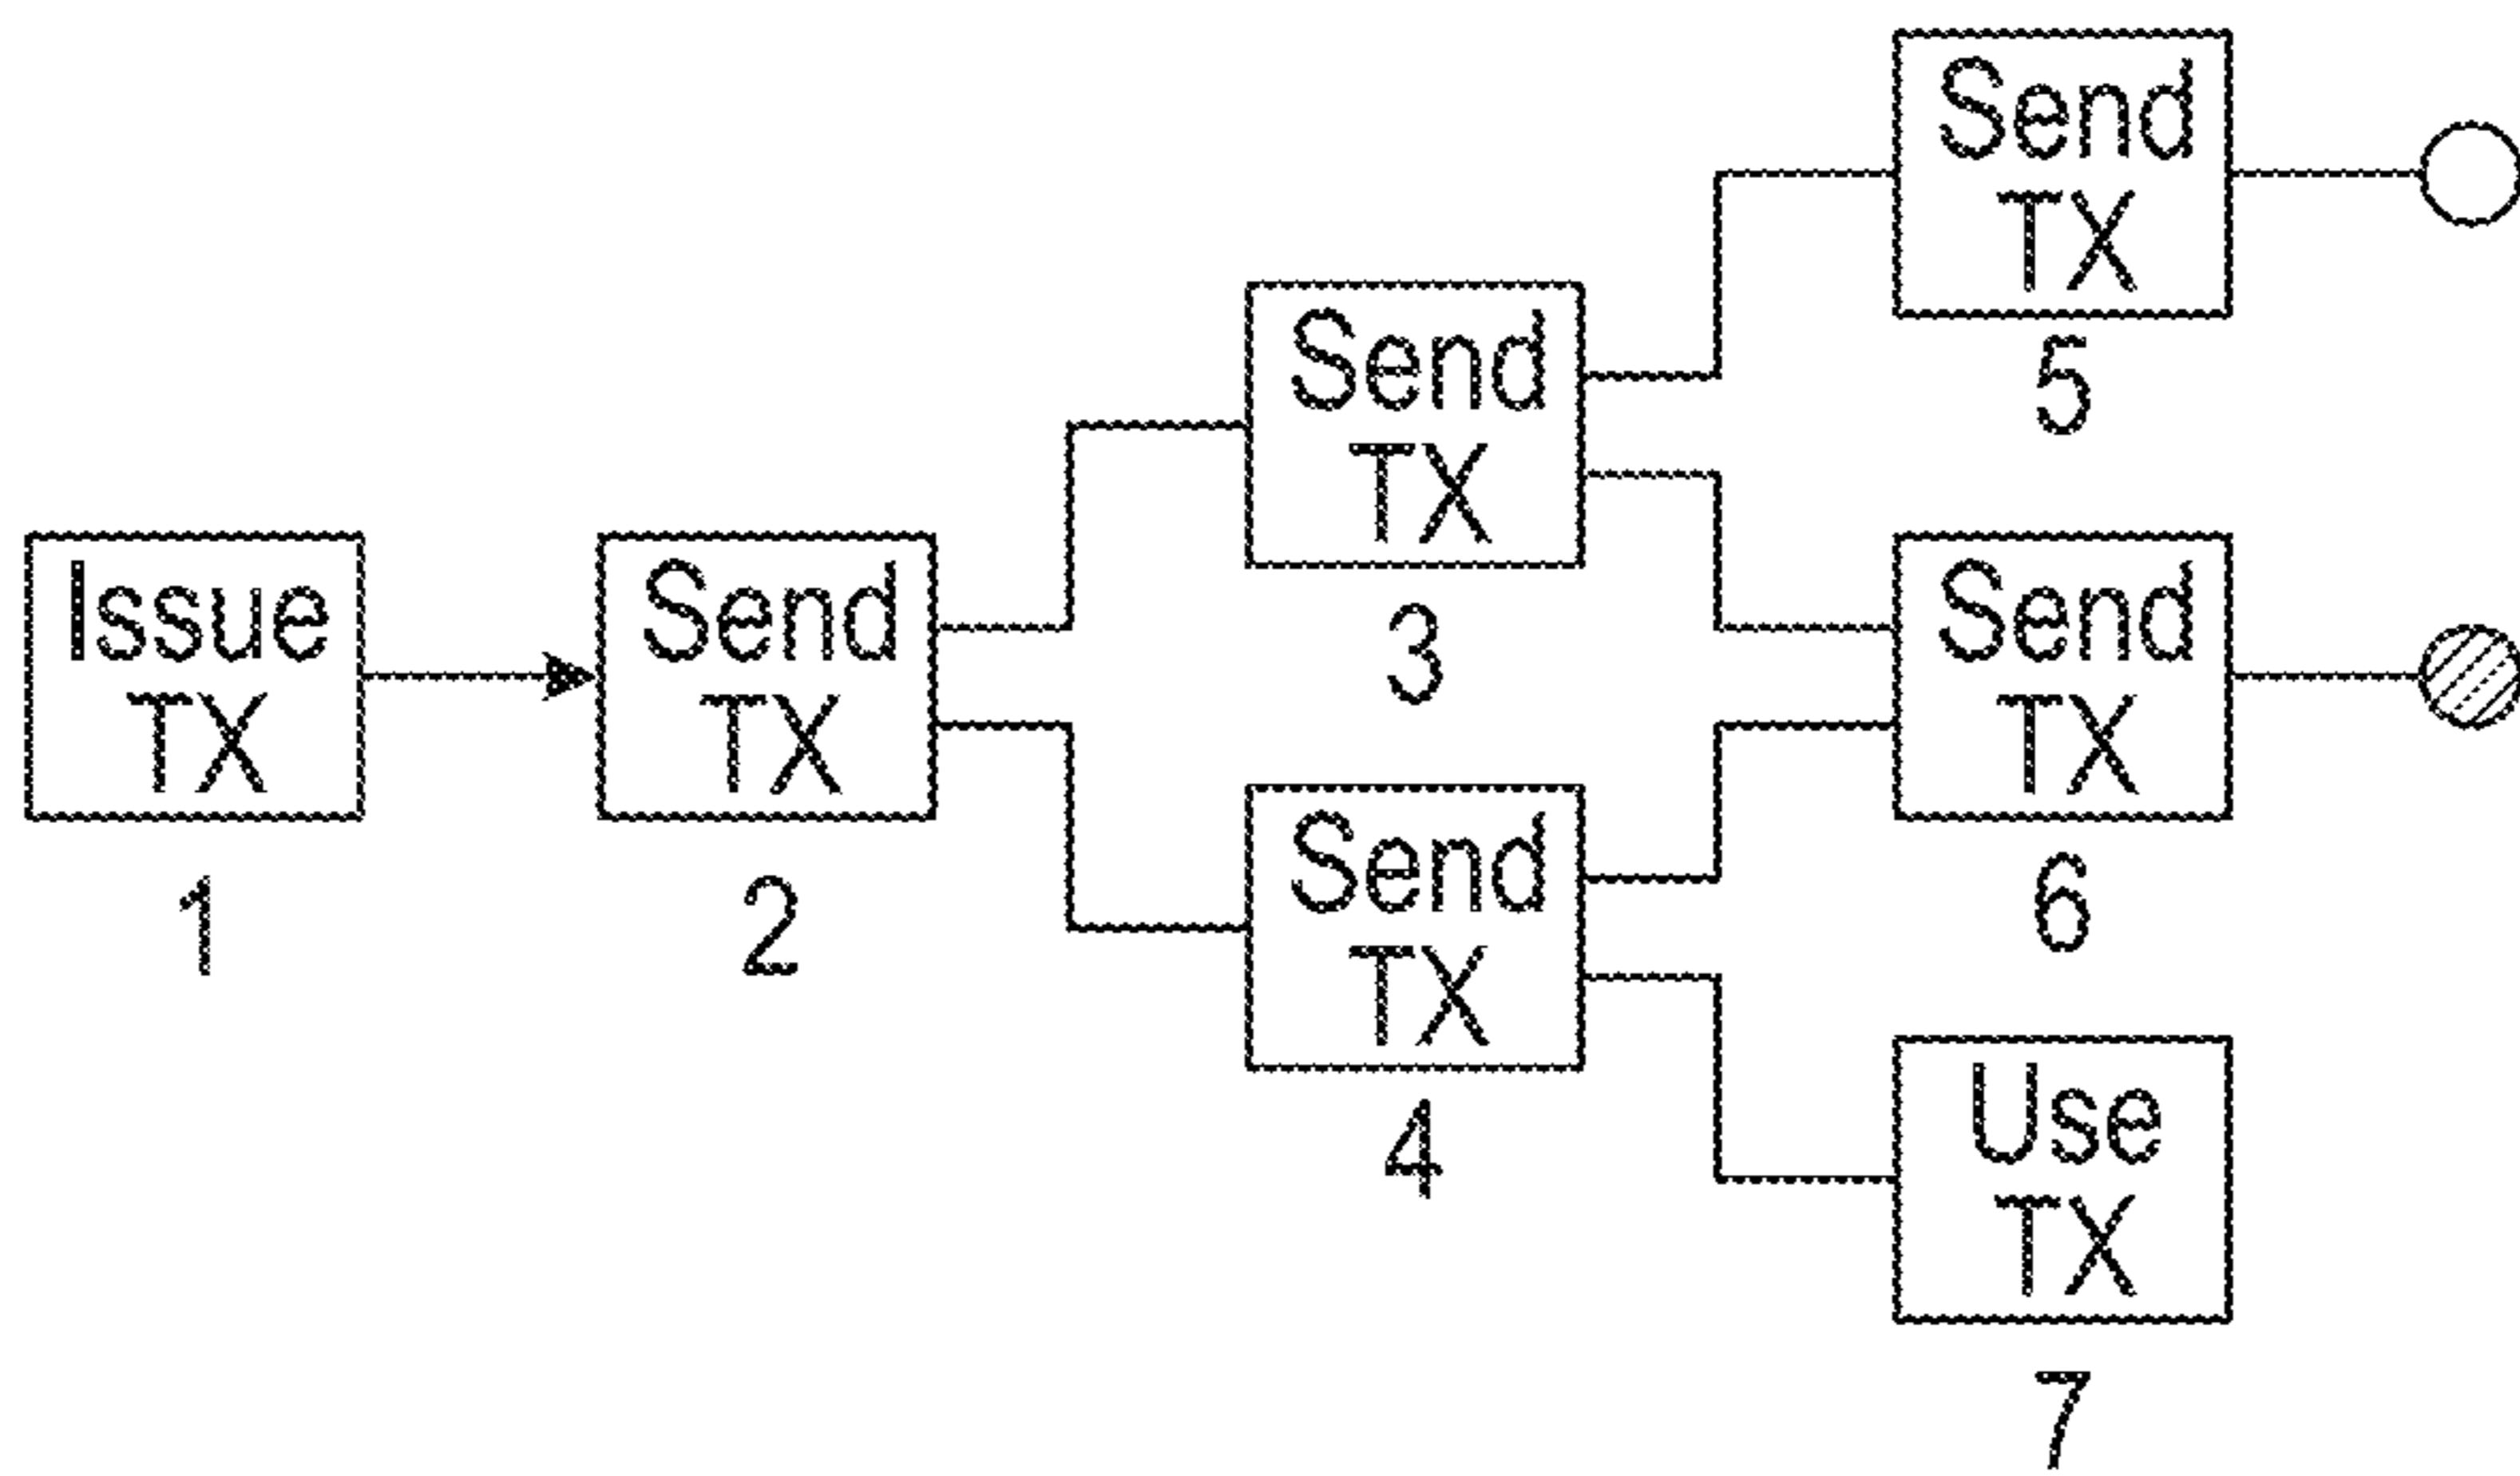 Issue
TX
1
Send
TX
2
Send
TX
3
Send
TX
4
Send
TX
5
Send
TX
6
Use
TX
7